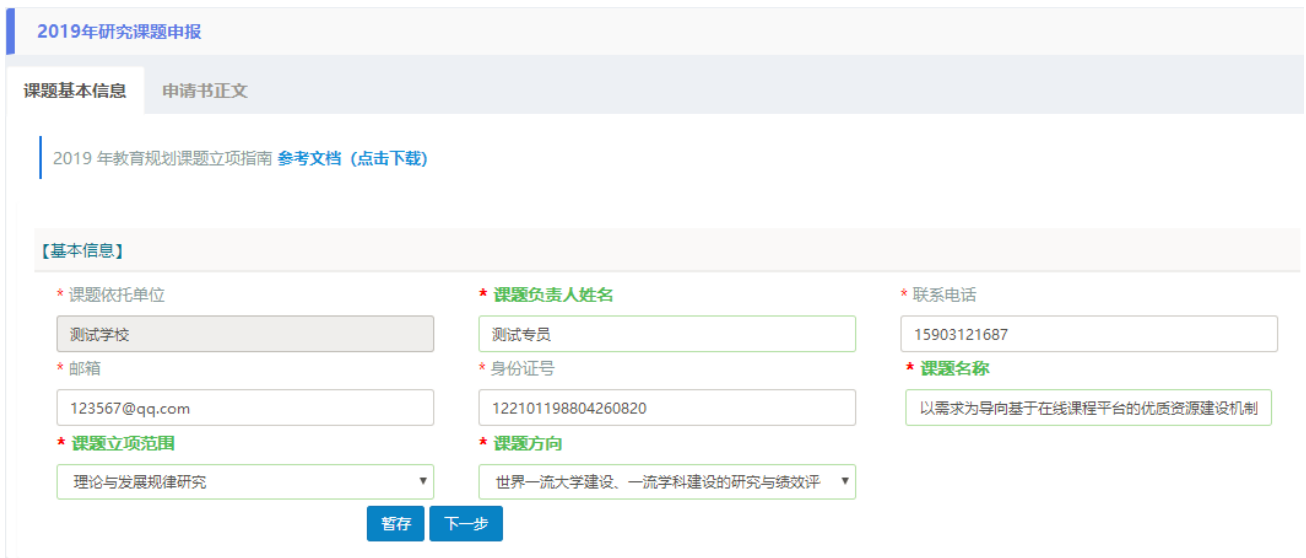 2019年研究课题申报
课题基本信息 申请书正文
2019 年教育规划课题立项指南 参考文档 (点击下载)
【基本信息】
* 课题依托单位 * 课题负责人姓名 * 联系电话
测试学校 测试专员 15903121687
* 邮箱 * 身份证号 * 课题名称
123567@qq.com 122101198804260820 以需求为导向基于在线课程平台的优质资源建设机制
* 课题立项范围 * 课题方向
理论与发展规律研究 世界一流大学建设、一流学科建设的研究与绩效评
暂存 下一步